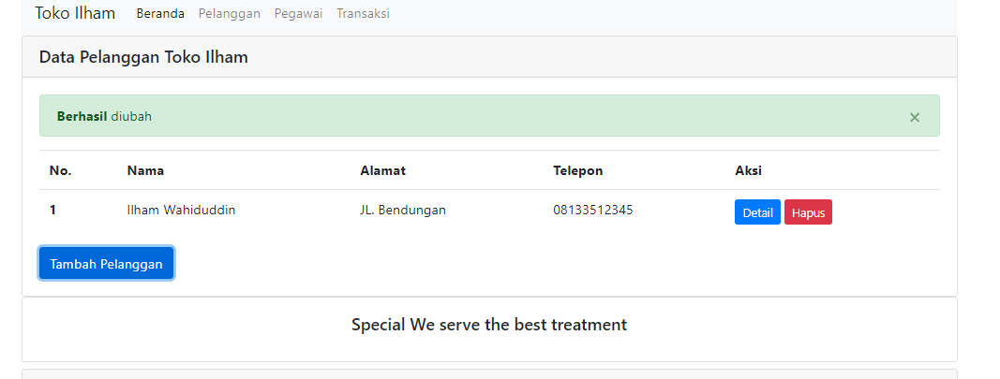 Toko Ilham Beranda Pelanggan Pegawai Transaksi
Data Pelanggan Toko Ilham
Berhasil diubah ×
No. Nama Alamat Telepon Aksi
1 Ilham Wahiduddin JL. Bendungan 08133512345 Detail Hapus
Tambah Pelanggan
Special We serve the best treatment